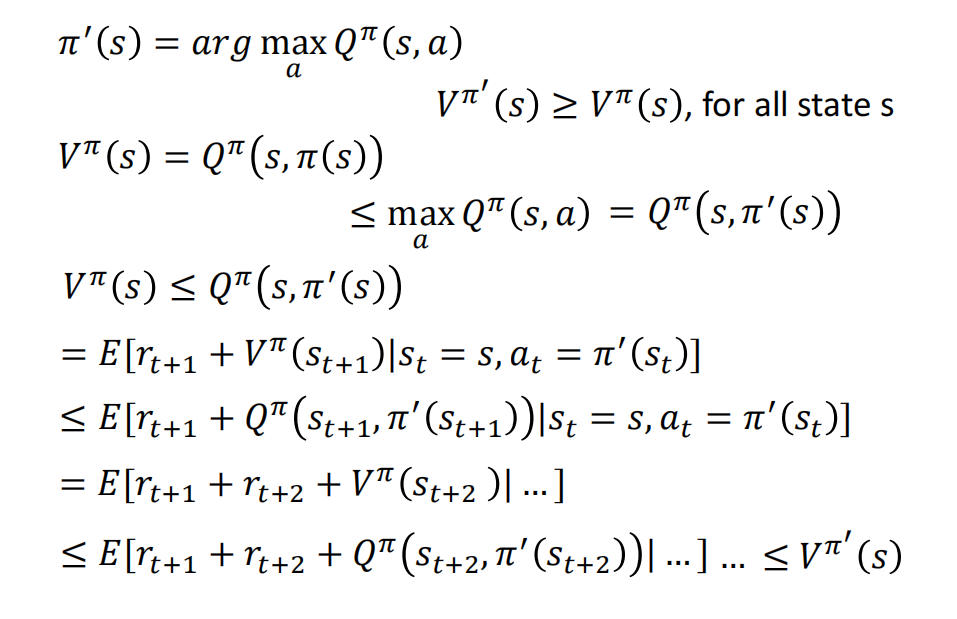 π′(s) = arg max_a Q^π(s, a)
V^π′(s) ≥ V^π(s), for all state s
V^π(s) = Q^π(s, π(s))
≤ max_a Q^π(s, a) = Q^π(s, π′(s))
V^π(s) ≤ Q^π(s, π′(s))
= E[r_{t+1} + V^π(s_{t+1})|s_t = s, a_t = π′(s_t)]
≤ E[r_{t+1} + Q^π(s_{t+1}, π′(s_{t+1}))|s_t = s, a_t = π′(s_t)]
= E[r_{t+1} + r_{t+2} + V^π(s_{t+2} )| … ]
≤ E[r_{t+1} + r_{t+2} + Q^π(s_{t+2}, π′(s_{t+2}))| … ] … ≤ V^π′(s)